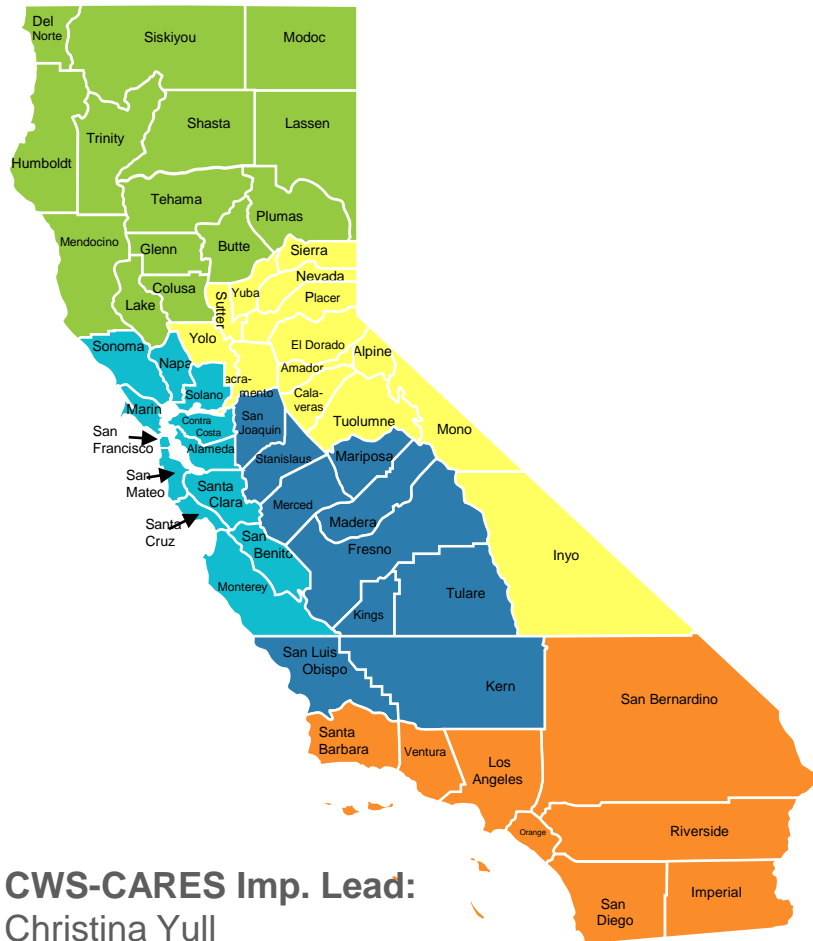 Del
Norte
Siskiyou
Modoc
Trinity
Shasta
Lassen
Humboldt
Tehama
Plumas
Mendocino
Glenn
Butte
Sierra
Colusa
Nevada
Lake
Sutter
Yuba
Placer
Sonoma
Yolo
El Dorado
Napa
Amador
Alpine
Solano
acra-
mento
Cala-
veras
Marin
Contra
Costa
San
Joaquin
Tuolumne
Mono
San
Francisco
Alameda
Stanislaus
Mariposa
San
Mateo
Santa
Clara
Merced
Madera
Santa
Cruz
San
Benito
Fresno
Inyo
Monterey
Kings
Tulare
San Luis
Obispo
Kern
San Bernardino
Santa
Barbara
Ventura
Los
Angeles
Orange
Riverside
San
Diego
Imperial
CWS-CARES Imp. Lead:
Christina Yull